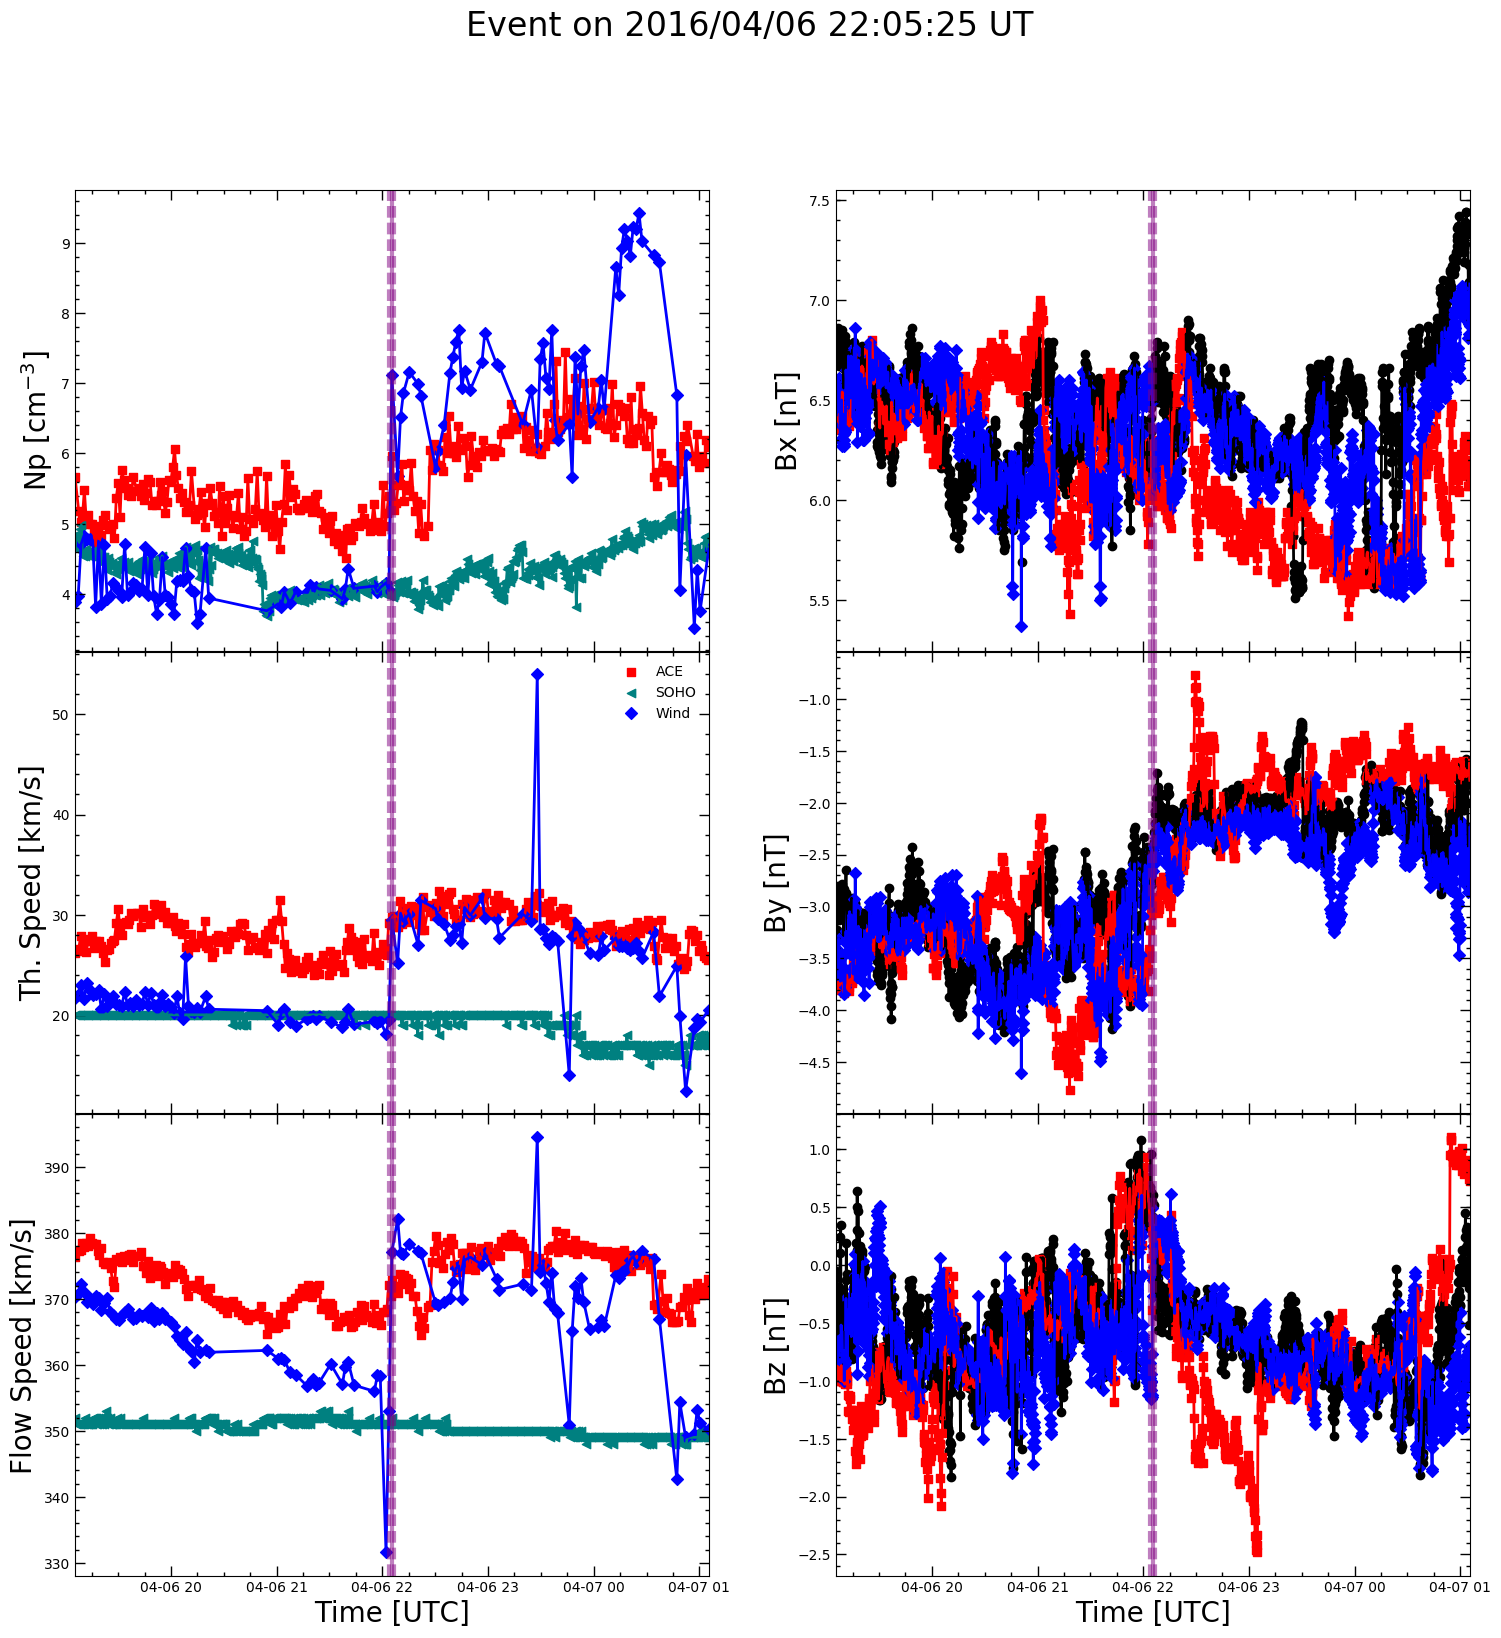 Event on 2016/04/06 22:05:25 UT
Np [cm⁻³]
9
8
7
6
5
4
Th. Speed [km/s]
50
40
30
20
ACE
SOHO
Wind
Flow Speed [km/s]
390
380
370
360
350
340
330
04-06 20 04-06 21 04-06 22 04-06 23 04-07 00 04-07 01
Time [UTC]
Bx [nT]
7.5
7.0
6.5
6.0
5.5
By [nT]
−1.0
−1.5
−2.0
−2.5
−3.0
−3.5
−4.0
−4.5
Bz [nT]
1.0
0.5
0.0
−0.5
−1.0
−1.5
−2.0
−2.5
04-06 20 04-06 21 04-06 22 04-06 23 04-07 00 04-07 01
Time [UTC]